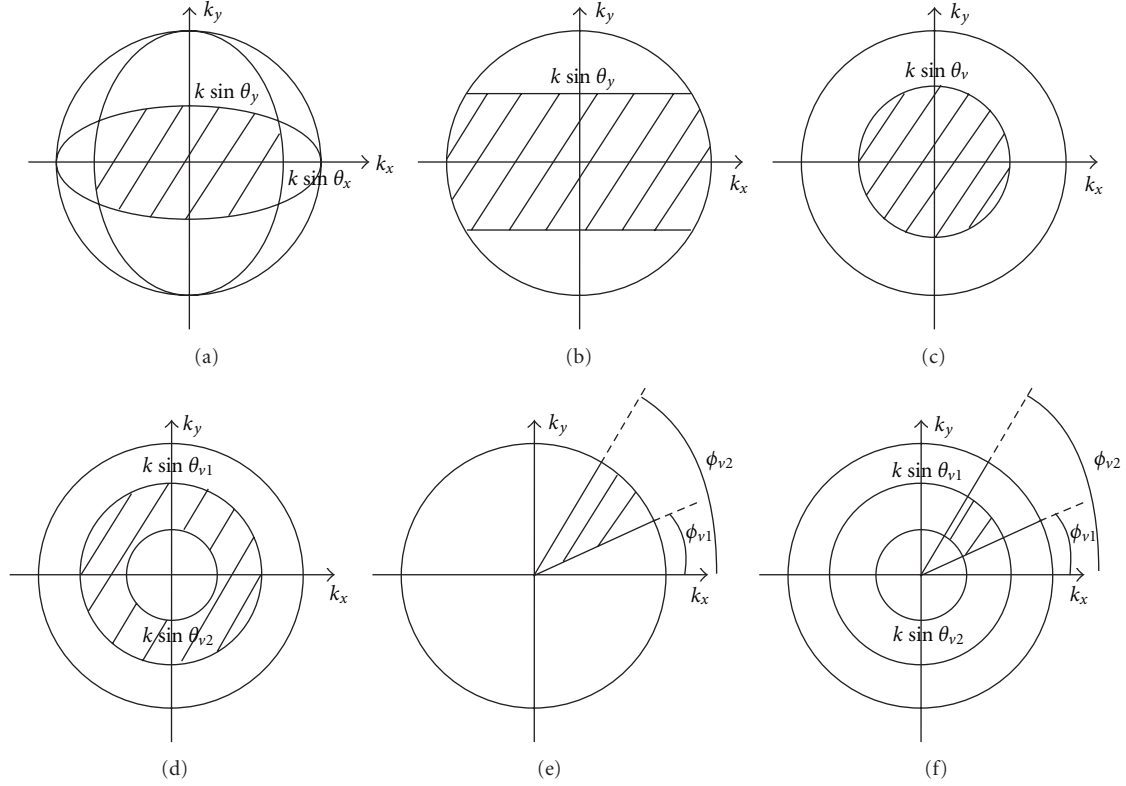 k_y
k sin θ_y
k_x
k sin θ_x
(a)
k_y
k sin θ_y
k_x
(b)
k_y
k sin θ_v
k_x
(c)
k_y
k sin θ_v1
k_x
k sin θ_v2
(d)
k_y
ϕ_v2
ϕ_v1
k_x
(e)
k_y
k sin θ_v1
ϕ_v2
ϕ_v1
k_x
k sin θ_v2
(f)